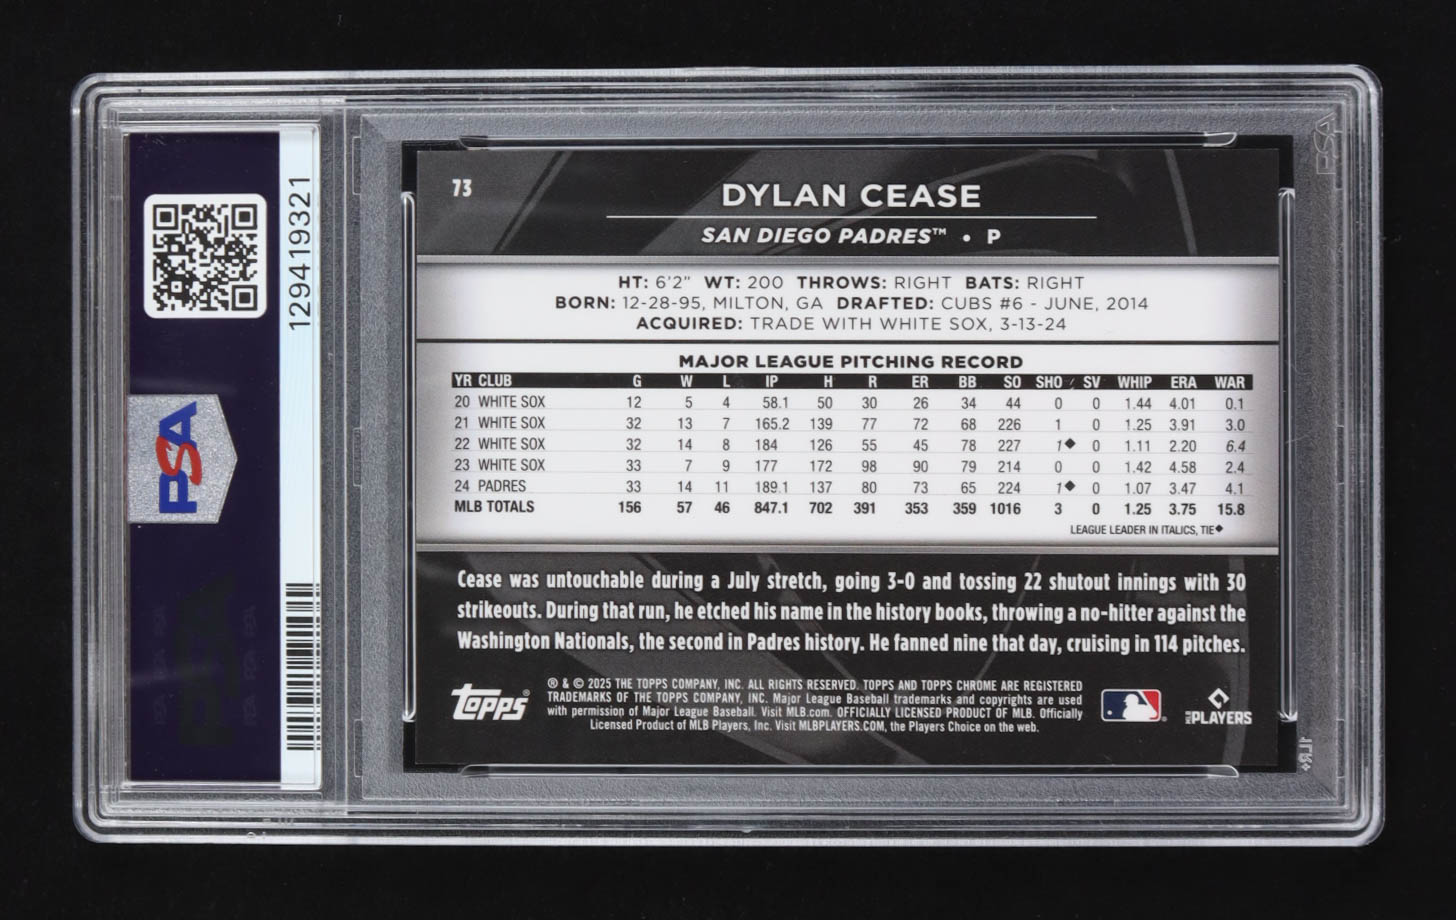 129419321
PSA
73
DYLAN CEASE
SAN DIEGO PADRES™ • P
HT: 6'2" WT: 200 THROWS: RIGHT BATS: RIGHT
BORN: 12-28-95, MILTON, GA DRAFTED: CUBS #6 - JUNE, 2014
ACQUIRED: TRADE WITH WHITE SOX, 3-13-24
MAJOR LEAGUE PITCHING RECORD
YR CLUB G W L IP H R ER BB SO SHO SV WHIP ERA WAR
20 WHITE SOX 12 5 4 58.1 50 30 26 34 44 0 0 1.44 4.01 0.1
21 WHITE SOX 32 13 7 165.2 139 77 72 68 226 1 0 1.25 3.91 3.0
22 WHITE SOX 32 14 8 184 126 55 45 78 227 1◆ 0 1.11 2.20 6.4
23 WHITE SOX 33 7 9 177 172 98 90 79 214 0 0 1.42 4.58 2.4
24 PADRES 33 14 11 189.1 137 80 73 65 224 1◆ 0 1.07 3.47 4.1
MLB TOTALS 156 57 46 847.1 702 391 353 359 1016 3 0 1.25 3.75 15.8
LEAGUE LEADER IN ITALICS, TIE◆
Cease was untouchable during a July stretch, going 3-0 and tossing 22 shutout innings with 30
strikeouts. During that run, he etched his name in the history books, throwing a no-hitter against the
Washington Nationals, the second in Padres history. He fanned nine that day, cruising in 114 pitches.
topps®
® & © 2025 THE TOPPS COMPANY, INC. ALL RIGHTS RESERVED. TOPPS AND TOPPS CHROME ARE REGISTERED
TRADEMARKS OF THE TOPPS COMPANY, INC. Major League Baseball trademarks and copyrights are used
with permission of Major League Baseball. Visit MLB.com. OFFICIALLY LICENSED PRODUCT OF MLB. Officially
Licensed Product of MLB Players, Inc. Visit MLBPLAYERS.COM, the Players Choice on the web.
MLB PLAYERS
PSA